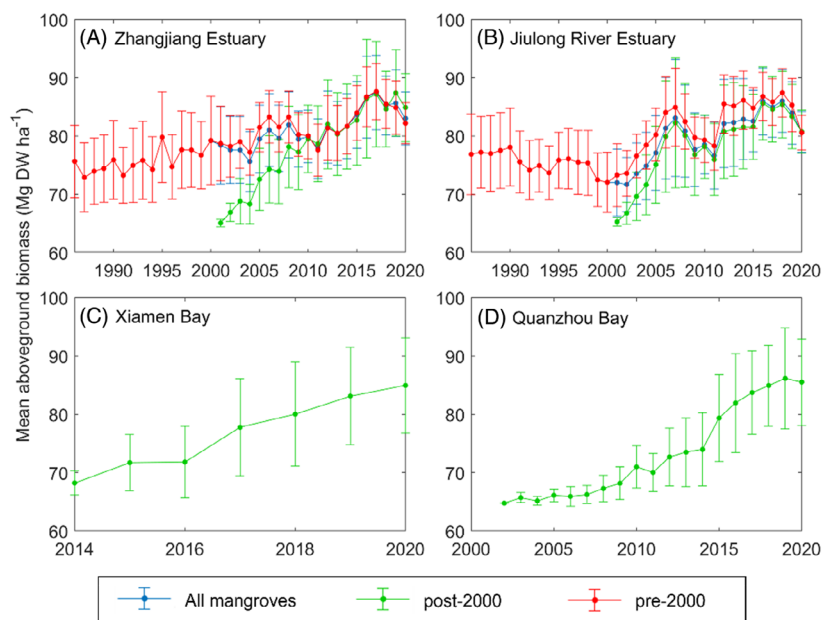 Mean aboveground biomass (Mg DW ha⁻¹)
(A) Zhangjiang Estuary
100
90
80
70
60
1990 1995 2000 2005 2010 2015 2020
(B) Jiulong River Estuary
100
90
80
70
60
1990 1995 2000 2005 2010 2015 2020
(C) Xiamen Bay
100
90
80
70
60
2014 2016 2018 2020
(D) Quanzhou Bay
100
90
80
70
60
2000 2005 2010 2015 2020
All mangroves post-2000 pre-2000